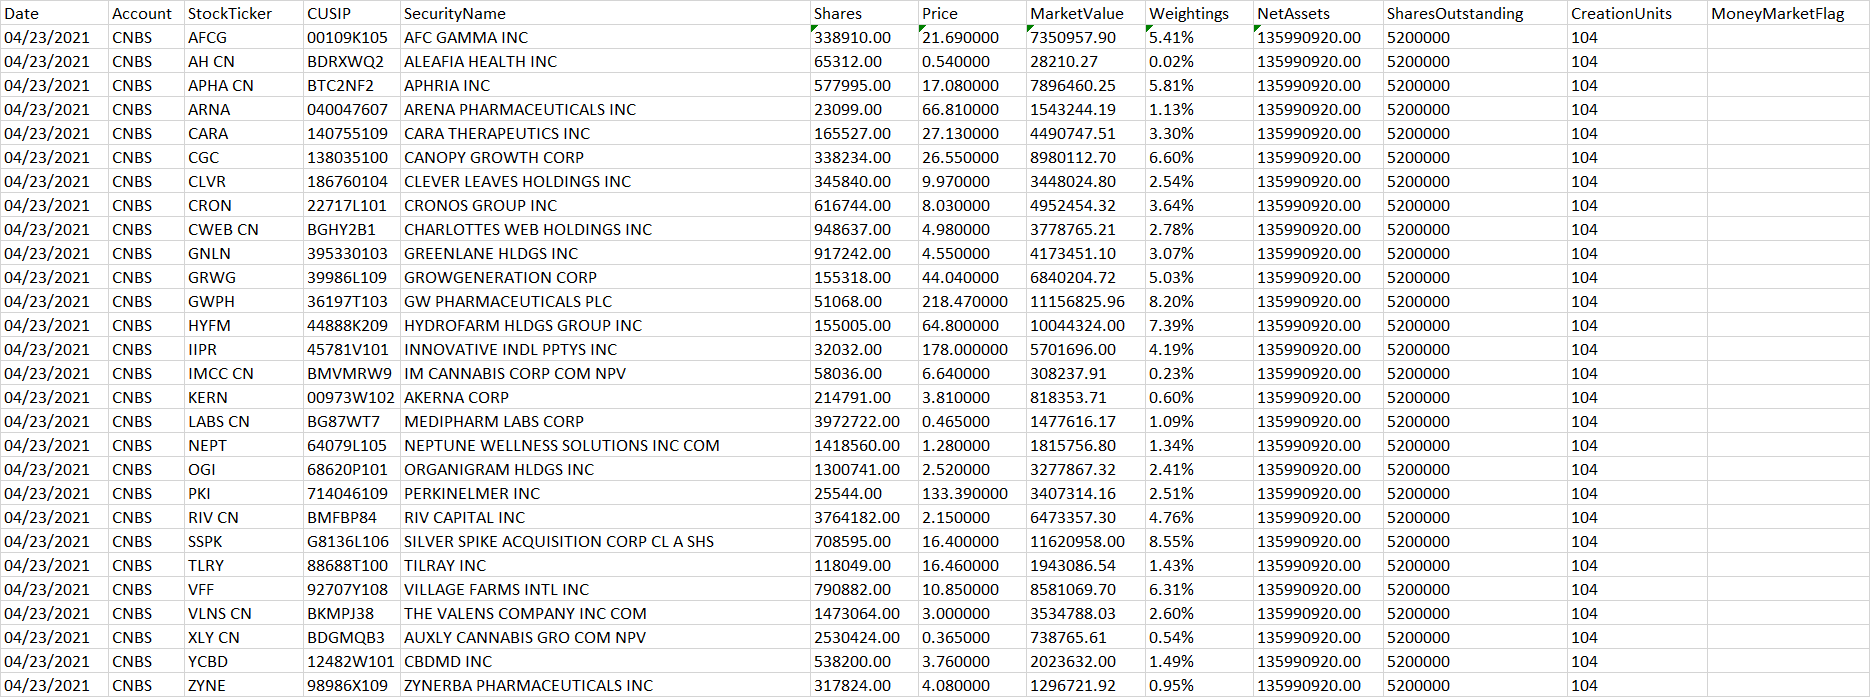 Date Account StockTicker CUSIP SecurityName Shares Price MarketValue Weightings NetAssets SharesOutstanding CreationUnits MoneyMarketFlag
04/23/2021 CNBS AFCG 00109K105 AFC GAMMA INC 338910.00 21.690000 7350957.90 5.41% 135990920.00 5200000 104
04/23/2021 CNBS AH CN BDRXWQ2 ALEAFIA HEALTH INC 65312.00 0.540000 28210.27 0.02% 135990920.00 5200000 104
04/23/2021 CNBS APHA CN BTC2NF2 APHRIA INC 577995.00 17.080000 7896460.25 5.81% 135990920.00 5200000 104
04/23/2021 CNBS ARNA 040047607 ARENA PHARMACEUTICALS INC 23099.00 66.810000 1543244.19 1.13% 135990920.00 5200000 104
04/23/2021 CNBS CARA 140755109 CARA THERAPEUTICS INC 165527.00 27.130000 4490747.51 3.30% 135990920.00 5200000 104
04/23/2021 CNBS CGC 138035100 CANOPY GROWTH CORP 338234.00 26.550000 8980112.70 6.60% 135990920.00 5200000 104
04/23/2021 CNBS CLVR 186760104 CLEVER LEAVES HOLDINGS INC 345840.00 9.970000 3448024.80 2.54% 135990920.00 5200000 104
04/23/2021 CNBS CRON 22717L101 CRONOS GROUP INC 616744.00 8.030000 4952454.32 3.64% 135990920.00 5200000 104
04/23/2021 CNBS CWEB CN BGHY2B1 CHARLOTTES WEB HOLDINGS INC 948637.00 4.980000 3778765.21 2.78% 135990920.00 5200000 104
04/23/2021 CNBS GNLN 395330103 GREENLANE HLDGS INC 917242.00 4.550000 4173451.10 3.07% 135990920.00 5200000 104
04/23/2021 CNBS GRWG 39986L109 GROWGENERATION CORP 155318.00 44.040000 6840204.72 5.03% 135990920.00 5200000 104
04/23/2021 CNBS GWPH 36197T103 GW PHARMACEUTICALS PLC 51068.00 218.470000 11156825.96 8.20% 135990920.00 5200000 104
04/23/2021 CNBS HYFM 44888K209 HYDROFARM HLDGS GROUP INC 155005.00 64.800000 10044324.00 7.39% 135990920.00 5200000 104
04/23/2021 CNBS IIPR 45781V101 INNOVATIVE INDL PPTYS INC 32032.00 178.000000 5701696.00 4.19% 135990920.00 5200000 104
04/23/2021 CNBS IMCC CN BMVMRW9 IM CANNABIS CORP COM NPV 58036.00 6.640000 308237.91 0.23% 135990920.00 5200000 104
04/23/2021 CNBS KERN 00973W102 AKERNA CORP 214791.00 3.810000 818353.71 0.60% 135990920.00 5200000 104
04/23/2021 CNBS LABS CN BG87WT7 MEDIPHARM LABS CORP 3972722.00 0.465000 1477616.17 1.09% 135990920.00 5200000 104
04/23/2021 CNBS NEPT 64079L105 NEPTUNE WELLNESS SOLUTIONS INC COM 1418560.00 1.280000 1815756.80 1.34% 135990920.00 5200000 104
04/23/2021 CNBS OGI 68620P101 ORGANIGRAM HLDGS INC 1300741.00 2.520000 3277867.32 2.41% 135990920.00 5200000 104
04/23/2021 CNBS PKI 714046109 PERKINELMER INC 25544.00 133.390000 3407314.16 2.51% 135990920.00 5200000 104
04/23/2021 CNBS RIV CN BMFBP84 RIV CAPITAL INC 3764182.00 2.150000 6473357.30 4.76% 135990920.00 5200000 104
04/23/2021 CNBS SSPK G8136L106 SILVER SPIKE ACQUISITION CORP CL A SHS 708595.00 16.400000 11620958.00 8.55% 135990920.00 5200000 104
04/23/2021 CNBS TLRY 88688T100 TILRAY INC 118049.00 16.460000 1943086.54 1.43% 135990920.00 5200000 104
04/23/2021 CNBS VFF 92707Y108 VILLAGE FARMS INTL INC 790882.00 10.850000 8581069.70 6.31% 135990920.00 5200000 104
04/23/2021 CNBS VLNS CN BKMPJ38 THE VALENS COMPANY INC COM 1473064.00 3.000000 3534788.03 2.60% 135990920.00 5200000 104
04/23/2021 CNBS XLY CN BDGMQB3 AUXLY CANNABIS GRO COM NPV 2530424.00 0.365000 738765.61 0.54% 135990920.00 5200000 104
04/23/2021 CNBS YCBD 12482W101 CBDMD INC 538200.00 3.760000 2023632.00 1.49% 135990920.00 5200000 104
04/23/2021 CNBS ZYNE 98986X109 ZYNERBA PHARMACEUTICALS INC 317824.00 4.080000 1296721.92 0.95% 135990920.00 5200000 104